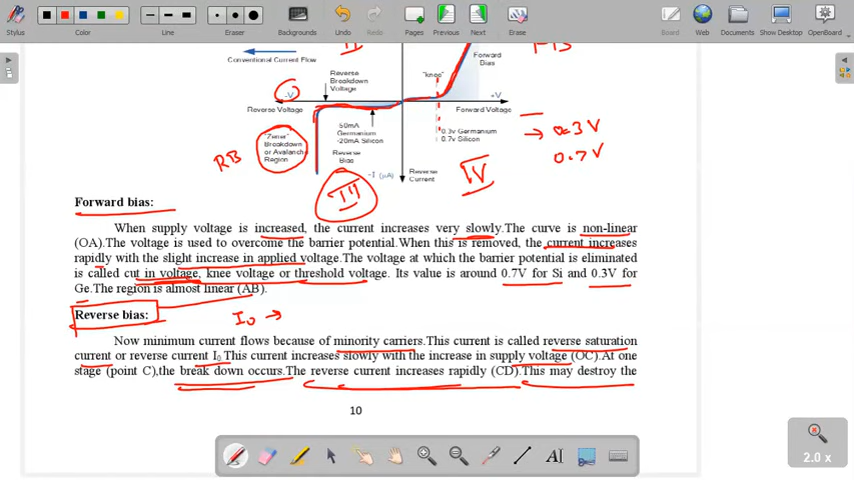 Stylus Color Line Eraser Backgrounds Undo Redo Pages Previous Next Erase Board Web Documents Show Desktop OpenBoard
II
FB
Conventional Current Flow
Forward
Bias
"knee"
Reverse
Breakdown
Voltage
-V
+V
Reverse Voltage
Forward Voltage
50mA
Germanium
-20mA Silicon
0.3v Germanium
0.7v Silicon
→ 0.3V
0.7V
"Zener"
Breakdown
or Avalanche
Region
RB
Reverse
Bias
III
-I (µA)
Reverse
Current
IV
Forward bias:
When supply voltage is increased, the current increases very slowly.The curve is non-linear
(OA).The voltage is used to overcome the barrier potential.When this is removed, the current increases
rapidly with the slight increase in applied voltage.The voltage at which the barrier potential is eliminated
is called cut in voltage, knee voltage or threshold voltage. Its value is around 0.7V for Si and 0.3V for
Ge.The region is almost linear (AB).
Reverse bias:
I₀ →
Now minimum current flows because of minority carriers.This current is called reverse saturation
current or reverse current I₀.This current increases slowly with the increase in supply voltage (OC).At one
stage (point C),the break down occurs.The reverse current increases rapidly (CD).This may destroy the
10
2.0 x